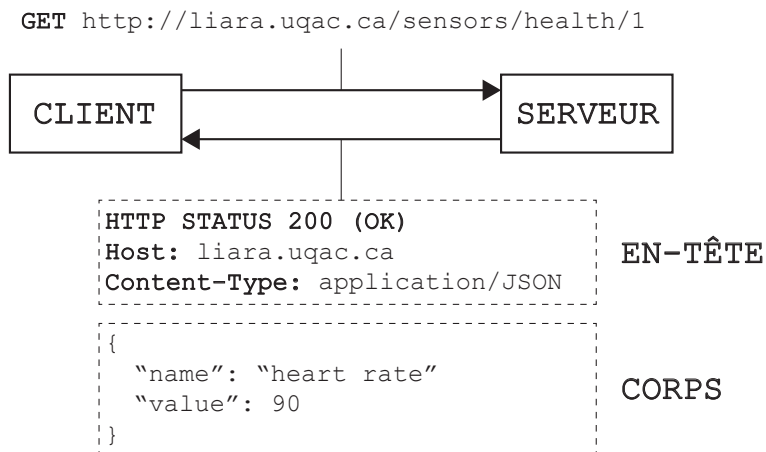 GET http://liara.uqac.ca/sensors/health/1
CLIENT
SERVEUR
HTTP STATUS 200 (OK)
Host: liara.uqac.ca
Content-Type: application/JSON
EN-TÊTE
{
“name”: “heart rate”
“value”: 90
}
CORPS